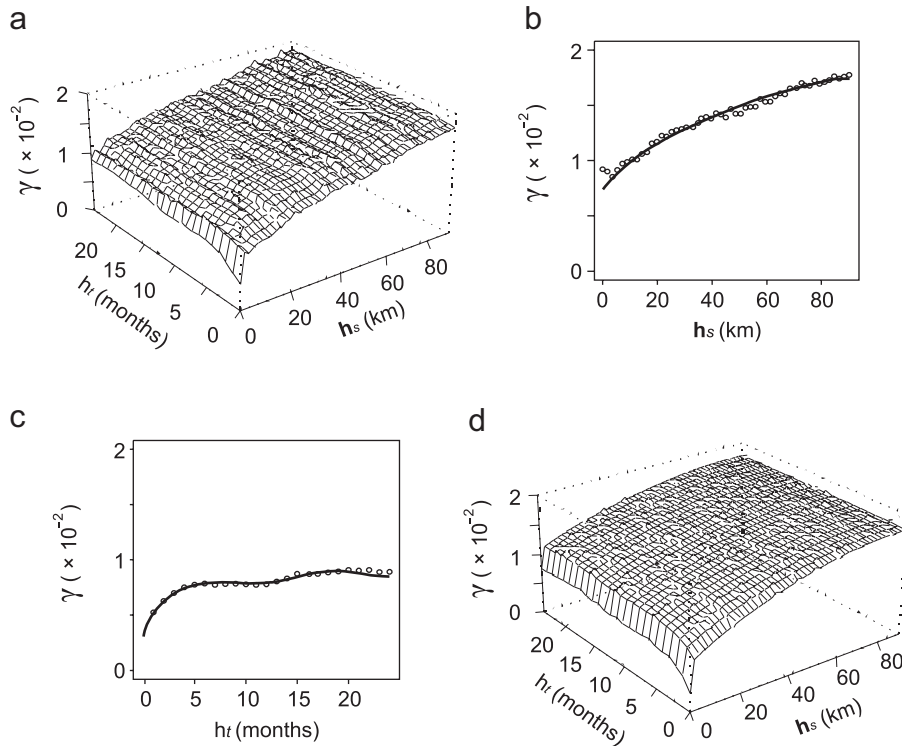 a
γ ( × 10⁻²)
2
1
0
20
15
10
5
0
hₜ (months)
0
20
40
60
80
hₛ (km)
b
γ ( × 10⁻²)
2
1
0
0 20 40 60 80
hₛ (km)
c
γ ( × 10⁻²)
2
1
0
0 5 10 15 20
hₜ (months)
d
γ ( × 10⁻²)
2
1
0
20
15
10
5
0
hₜ (months)
0
20
40
60
80
hₛ (km)